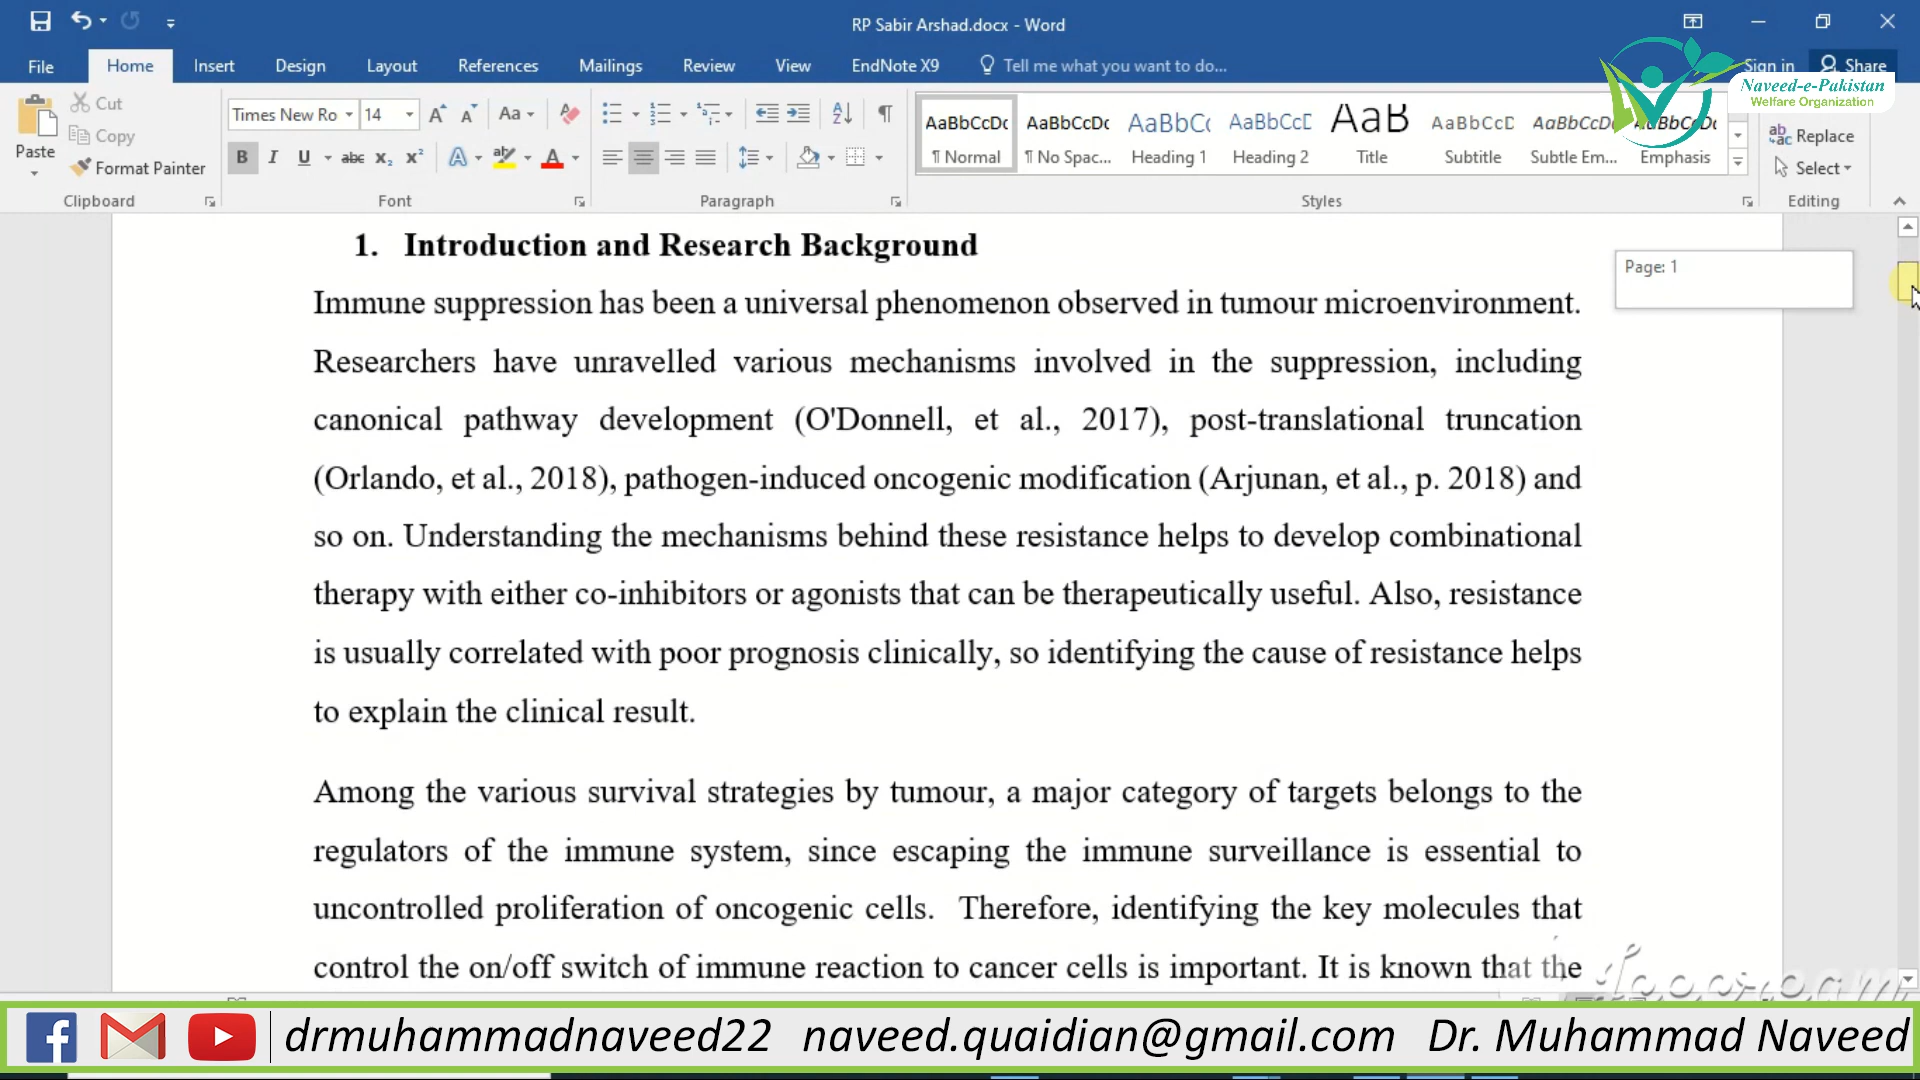 RP Sabir Arshad.docx - Word
File Home Insert Design Layout References Mailings Review View EndNote X9 Tell me what you want to do... Sign in Share
Naveed-e-Pakistan
Welfare Organization
Cut
Copy
Paste
Format Painter
Times New Ro 14
Aa
B I U abc X₂ X²
AaBbCcDc AaBbCcDc AaBbC AaBbCcD AaB AaBbCcD AaBbCcD AaBbCcDc
¶ Normal ¶ No Spac... Heading 1 Heading 2 Title Subtitle Subtle Em... Emphasis
Replace
Select
Clipboard Font Paragraph Styles Editing
Page: 1
1. Introduction and Research Background
Immune suppression has been a universal phenomenon observed in tumour microenvironment.
Researchers have unravelled various mechanisms involved in the suppression, including
canonical pathway development (O'Donnell, et al., 2017), post-translational truncation
(Orlando, et al., 2018), pathogen-induced oncogenic modification (Arjunan, et al., p. 2018) and
so on. Understanding the mechanisms behind these resistance helps to develop combinational
therapy with either co-inhibitors or agonists that can be therapeutically useful. Also, resistance
is usually correlated with poor prognosis clinically, so identifying the cause of resistance helps
to explain the clinical result.
Among the various survival strategies by tumour, a major category of targets belongs to the
regulators of the immune system, since escaping the immune surveillance is essential to
uncontrolled proliferation of oncogenic cells. Therefore, identifying the key molecules that
control the on/off switch of immune reaction to cancer cells is important. It is known that the
drmuhammadnaveed22 naveed.quaidian@gmail.com Dr. Muhammad Naveed